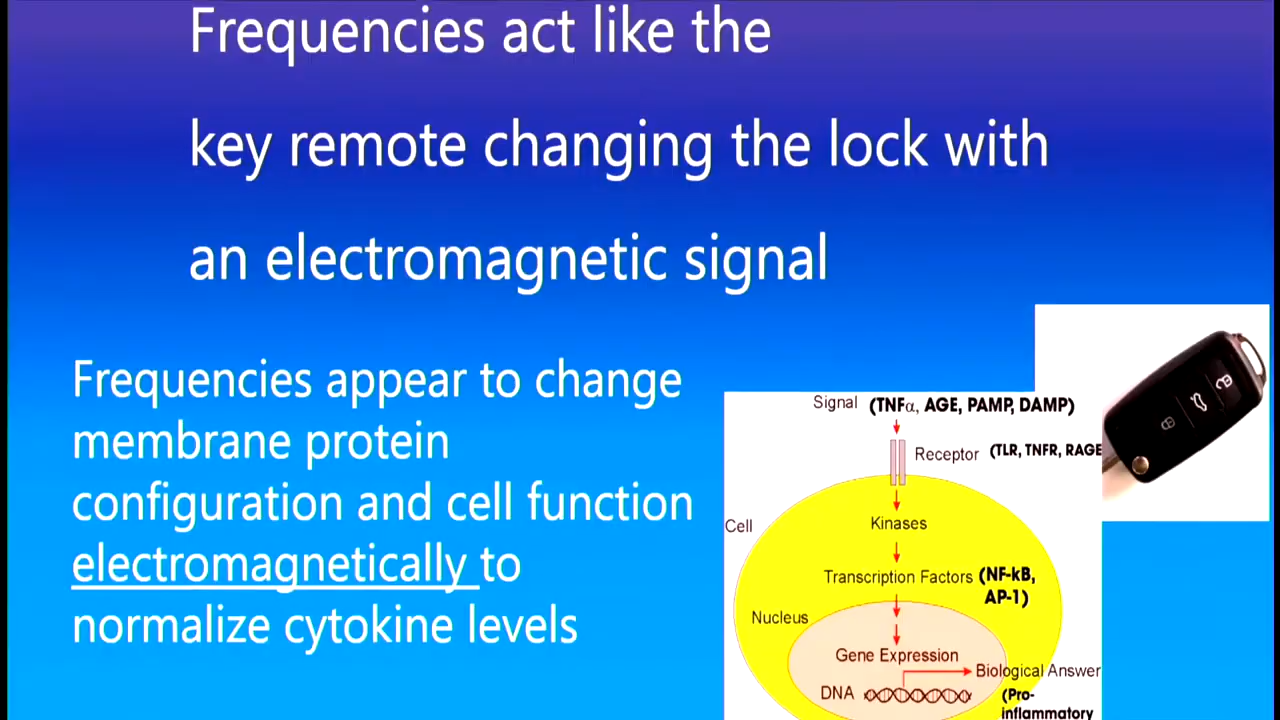 Frequencies act like the
key remote changing the lock with
an electromagnetic signal
Frequencies appear to change
membrane protein
configuration and cell function
electromagnetically to
normalize cytokine levels
Signal (TNFα, AGE, PAMP, DAMP)
Receptor (TLR, TNFR, RAGE
Cell
Kinases
Transcription Factors (NF-kB,
AP-1)
Nucleus
Gene Expression
Biological Answer
DNA
(Pro-
inflammatory